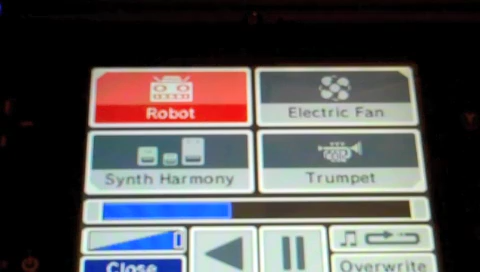 Robot
Electric Fan
Synth Harmony
Trumpet
Close
Overwrite